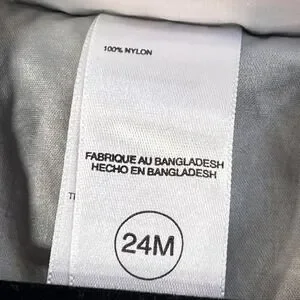 100% NYLON
FABRIQUE AU BANGLADESH
HECHO EN BANGLADESH
24M